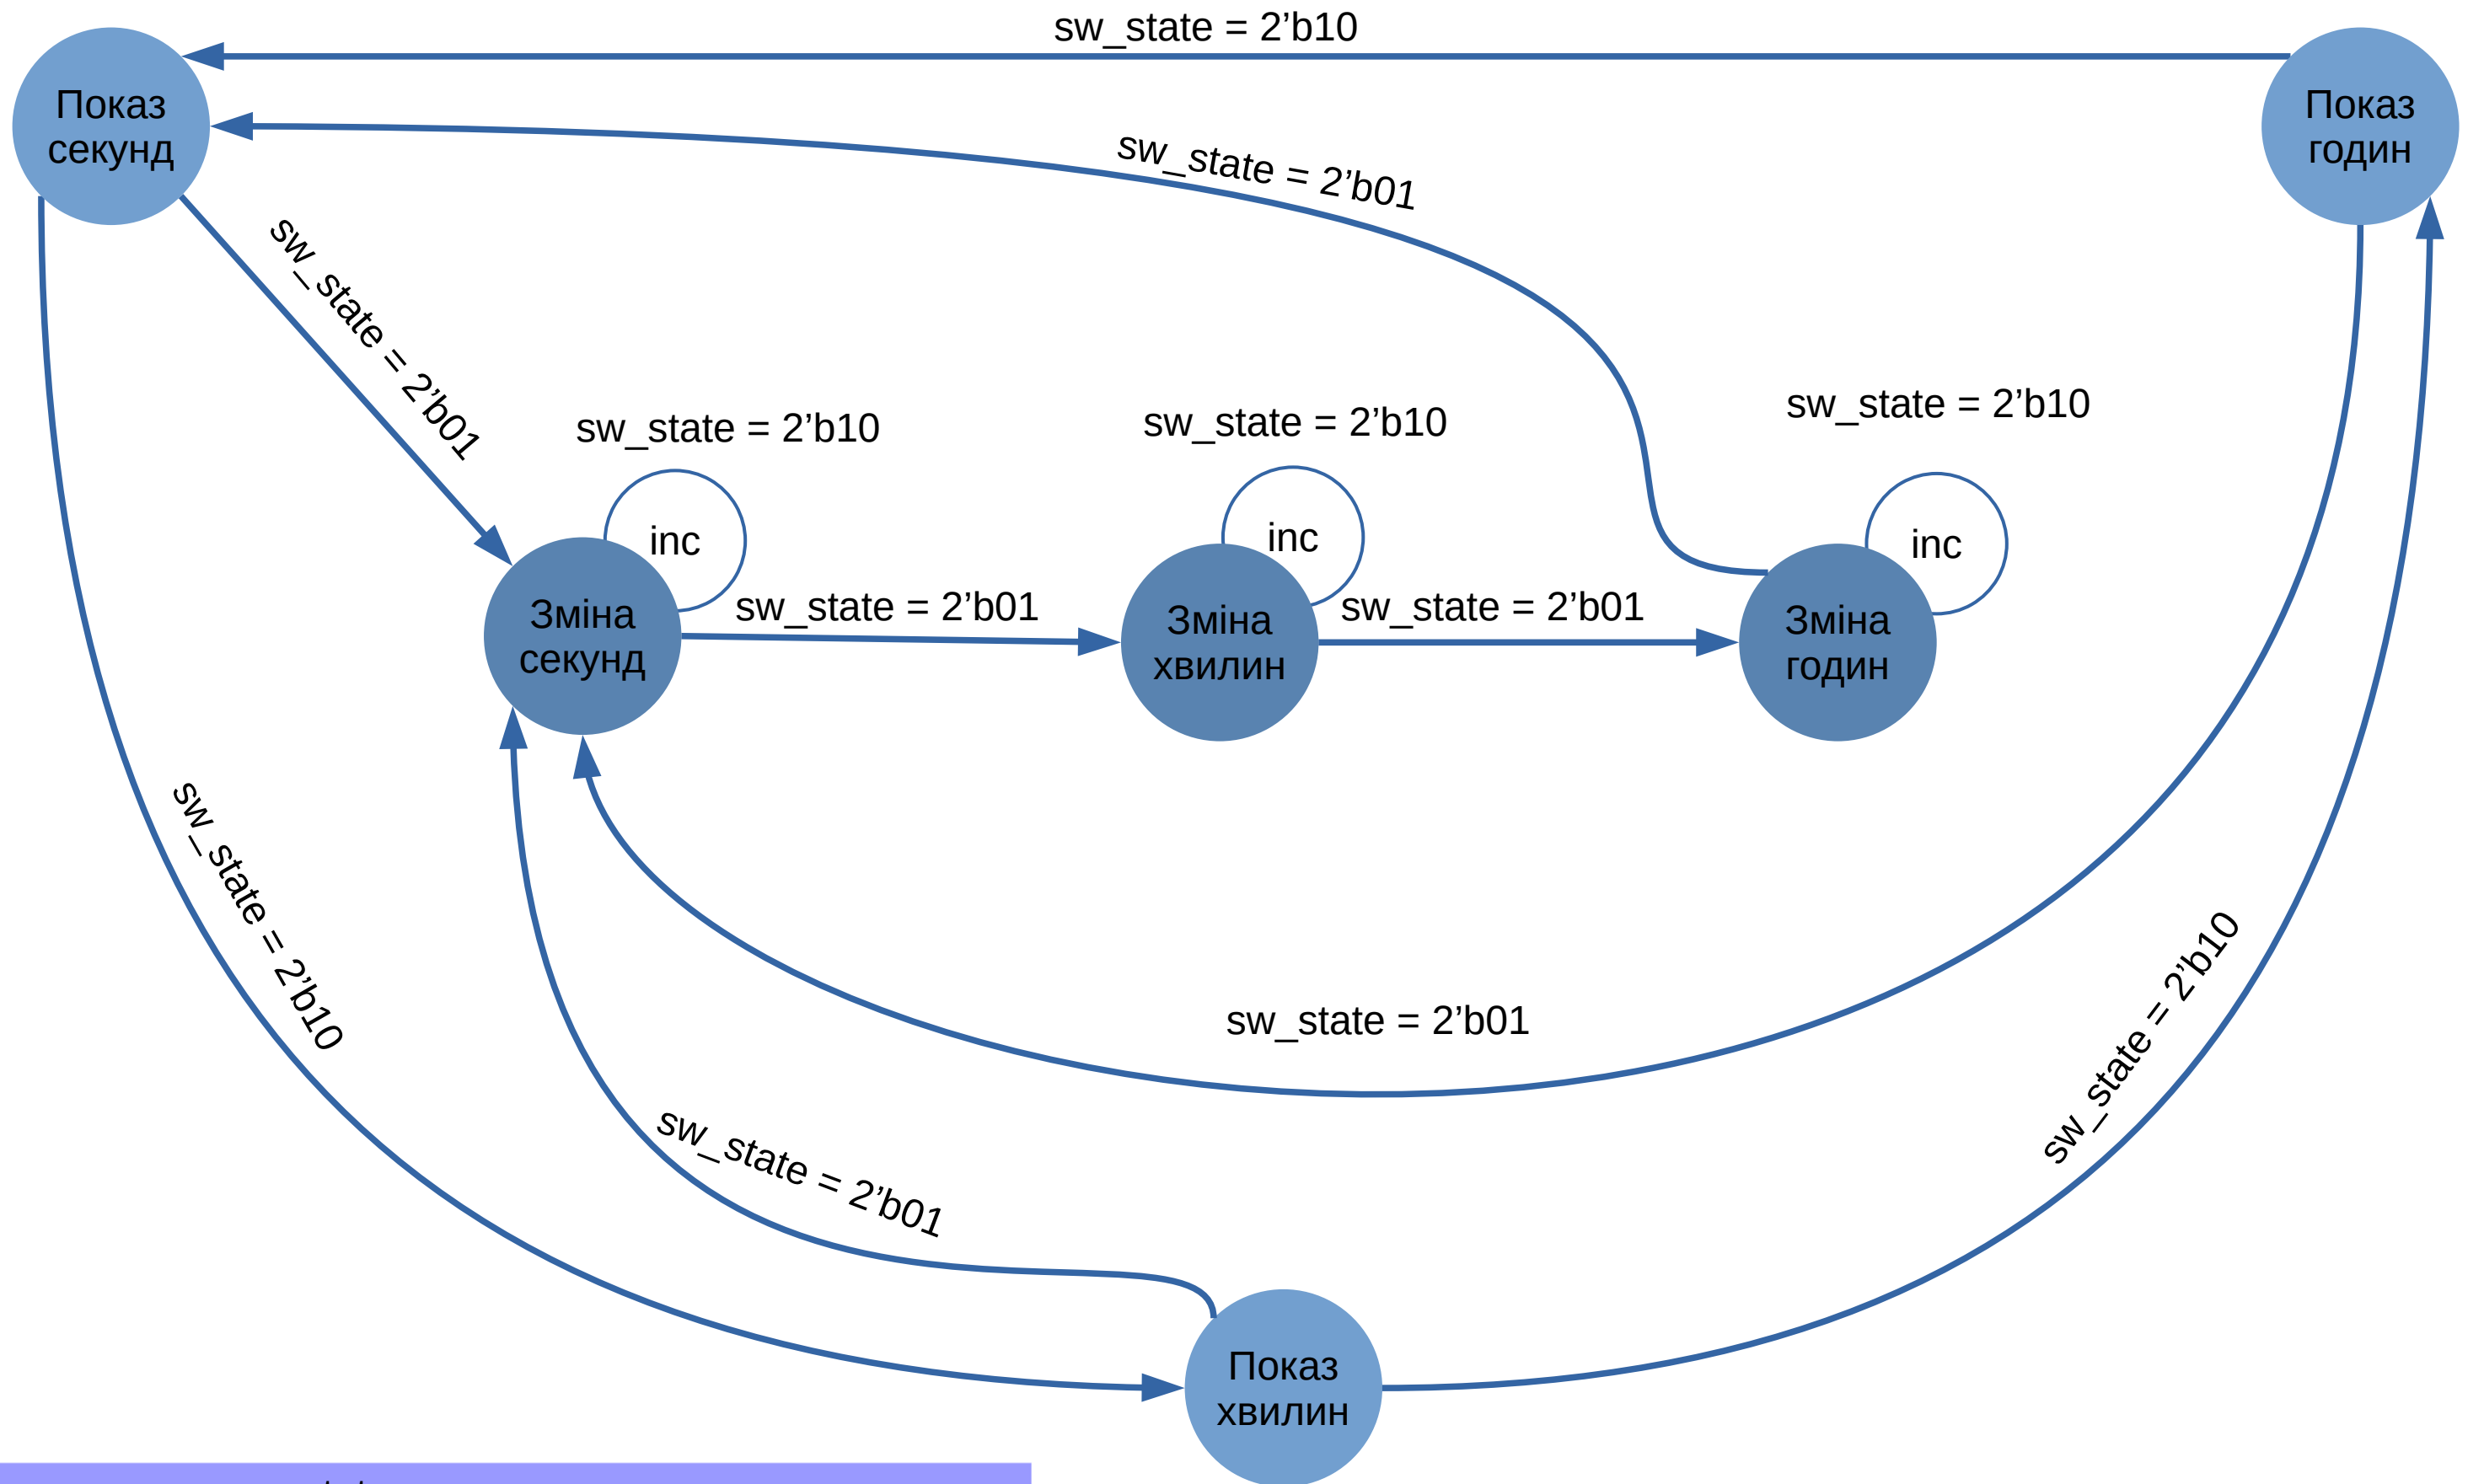 sw_state = 2’b10
Показ
секунд
Показ
годин
sw_state = 2’b01
sw_state = 2’b01
sw_state = 2’b10
sw_state = 2’b10
sw_state = 2’b10
inc
inc
inc
Зміна
секунд
sw_state = 2’b01
Зміна
хвилин
sw_state = 2’b01
Зміна
годин
sw_state = 2’b10
sw_state = 2’b01
sw_state = 2’b10
sw_state = 2’b01
Показ
хвилин